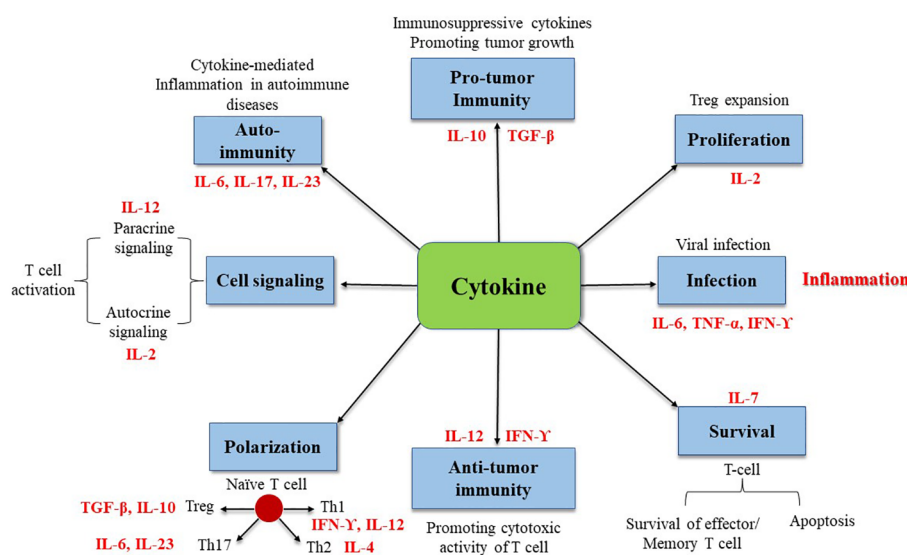 Immunosuppressive cytokines
Promoting tumor growth
Pro-tumor
Immunity
IL-10 TGF-β
Cytokine-mediated
Inflammation in autoimmune
diseases
Auto-
immunity
IL-6, IL-17, IL-23
Treg expansion
Proliferation
IL-2
IL-12
Paracrine
signaling
T cell
activation
Autocrine
signaling
IL-2
Cell signaling
Cytokine
Viral infection
Infection
Inflammation
IL-6, TNF-α, IFN-ϒ
Polarization
Naïve T cell
TGF-β, IL-10
Treg
Th1
IFN-ϒ, IL-12
IL-6, IL-23
Th17
Th2
IL-4
IL-12 IFN-ϒ
Anti-tumor
immunity
Promoting cytotoxic
activity of T cell
IL-7
Survival
T-cell
Survival of effector/
Memory T cell
Apoptosis